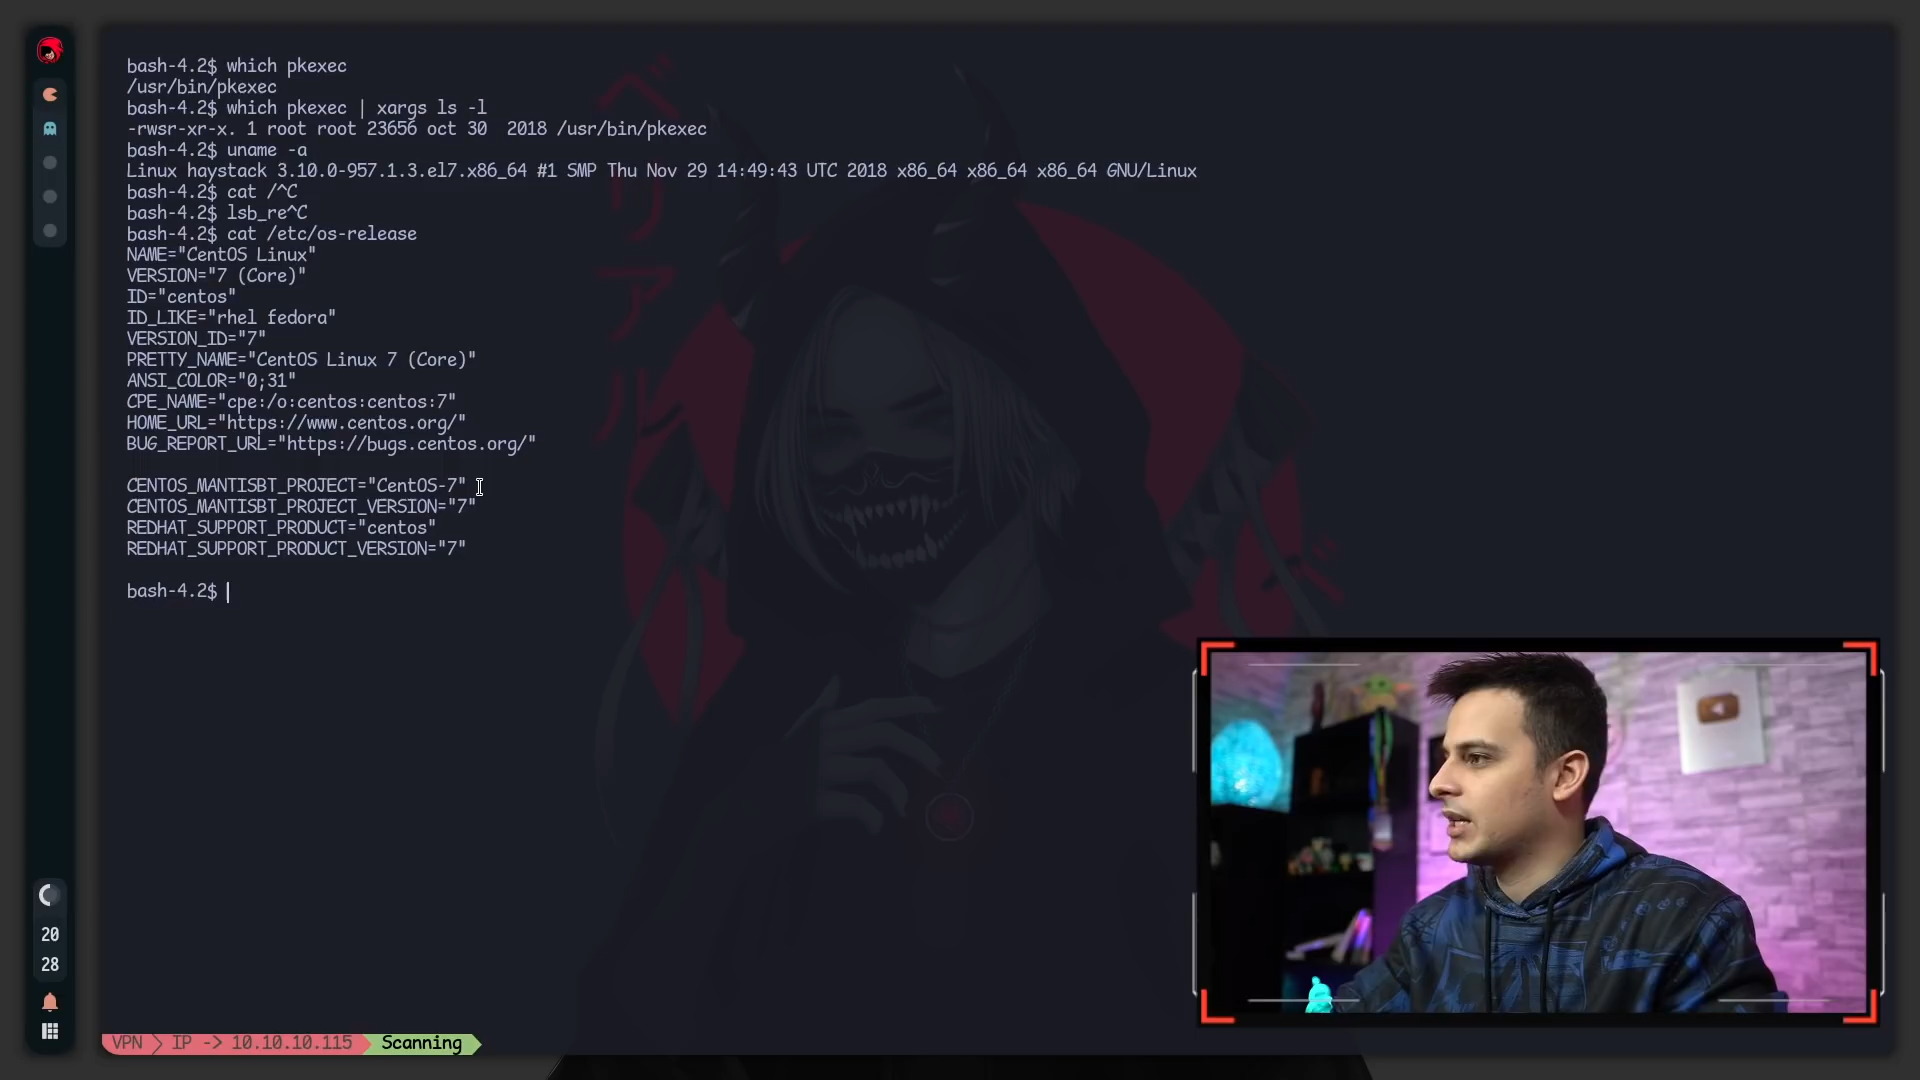 bash-4.2$ which pkexec
/usr/bin/pkexec
bash-4.2$ which pkexec | xargs ls -l
-rwsr-xr-x. 1 root root 23656 oct 30  2018 /usr/bin/pkexec
bash-4.2$ uname -a
Linux haystack 3.10.0-957.1.3.el7.x86_64 #1 SMP Thu Nov 29 14:49:43 UTC 2018 x86_64 x86_64 x86_64 GNU/Linux
bash-4.2$ cat /^C
bash-4.2$ lsb_re^C
bash-4.2$ cat /etc/os-release
NAME="CentOS Linux"
VERSION="7 (Core)"
ID="centos"
ID_LIKE="rhel fedora"
VERSION_ID="7"
PRETTY_NAME="CentOS Linux 7 (Core)"
ANSI_COLOR="0;31"
CPE_NAME="cpe:/o:centos:centos:7"
HOME_URL="https://www.centos.org/"
BUG_REPORT_URL="https://bugs.centos.org/"

CENTOS_MANTISBT_PROJECT="CentOS-7"
CENTOS_MANTISBT_PROJECT_VERSION="7"
REDHAT_SUPPORT_PRODUCT="centos"
REDHAT_SUPPORT_PRODUCT_VERSION="7"

bash-4.2$
ベリアル
20
28
VPN IP -> 10.10.10.115 Scanning